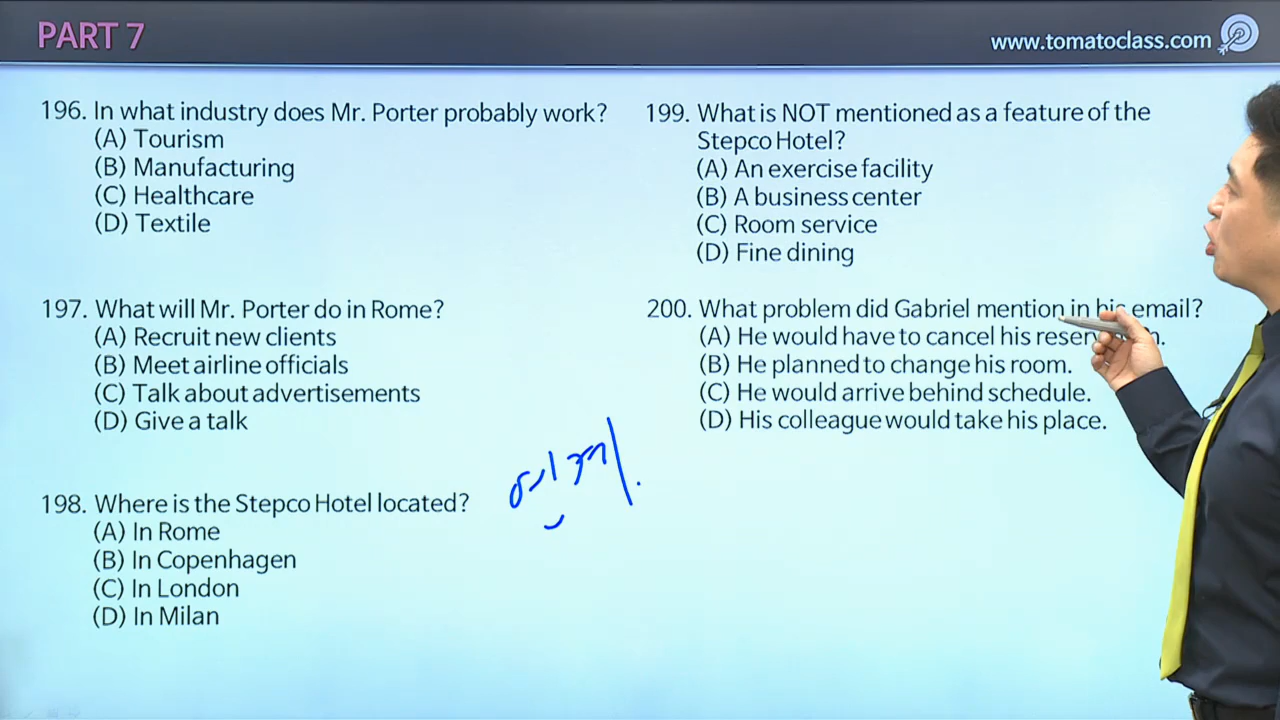 PART 7
www.tomatoclass.com
196. In what industry does Mr. Porter probably work?
(A) Tourism
(B) Manufacturing
(C) Healthcare
(D) Textile
197. What will Mr. Porter do in Rome?
(A) Recruit new clients
(B) Meet airline officials
(C) Talk about advertisements
(D) Give a talk
198. Where is the Stepco Hotel located?
(A) In Rome
(B) In Copenhagen
(C) In London
(D) In Milan
199. What is NOT mentioned as a feature of the
Stepco Hotel?
(A) An exercise facility
(B) A business center
(C) Room service
(D) Fine dining
200. What problem did Gabriel mention in his email?
(A) He would have to cancel his
(B) He planned to change his room.
(C) He would arrive behind schedule.
(D) His colleague would take his place.